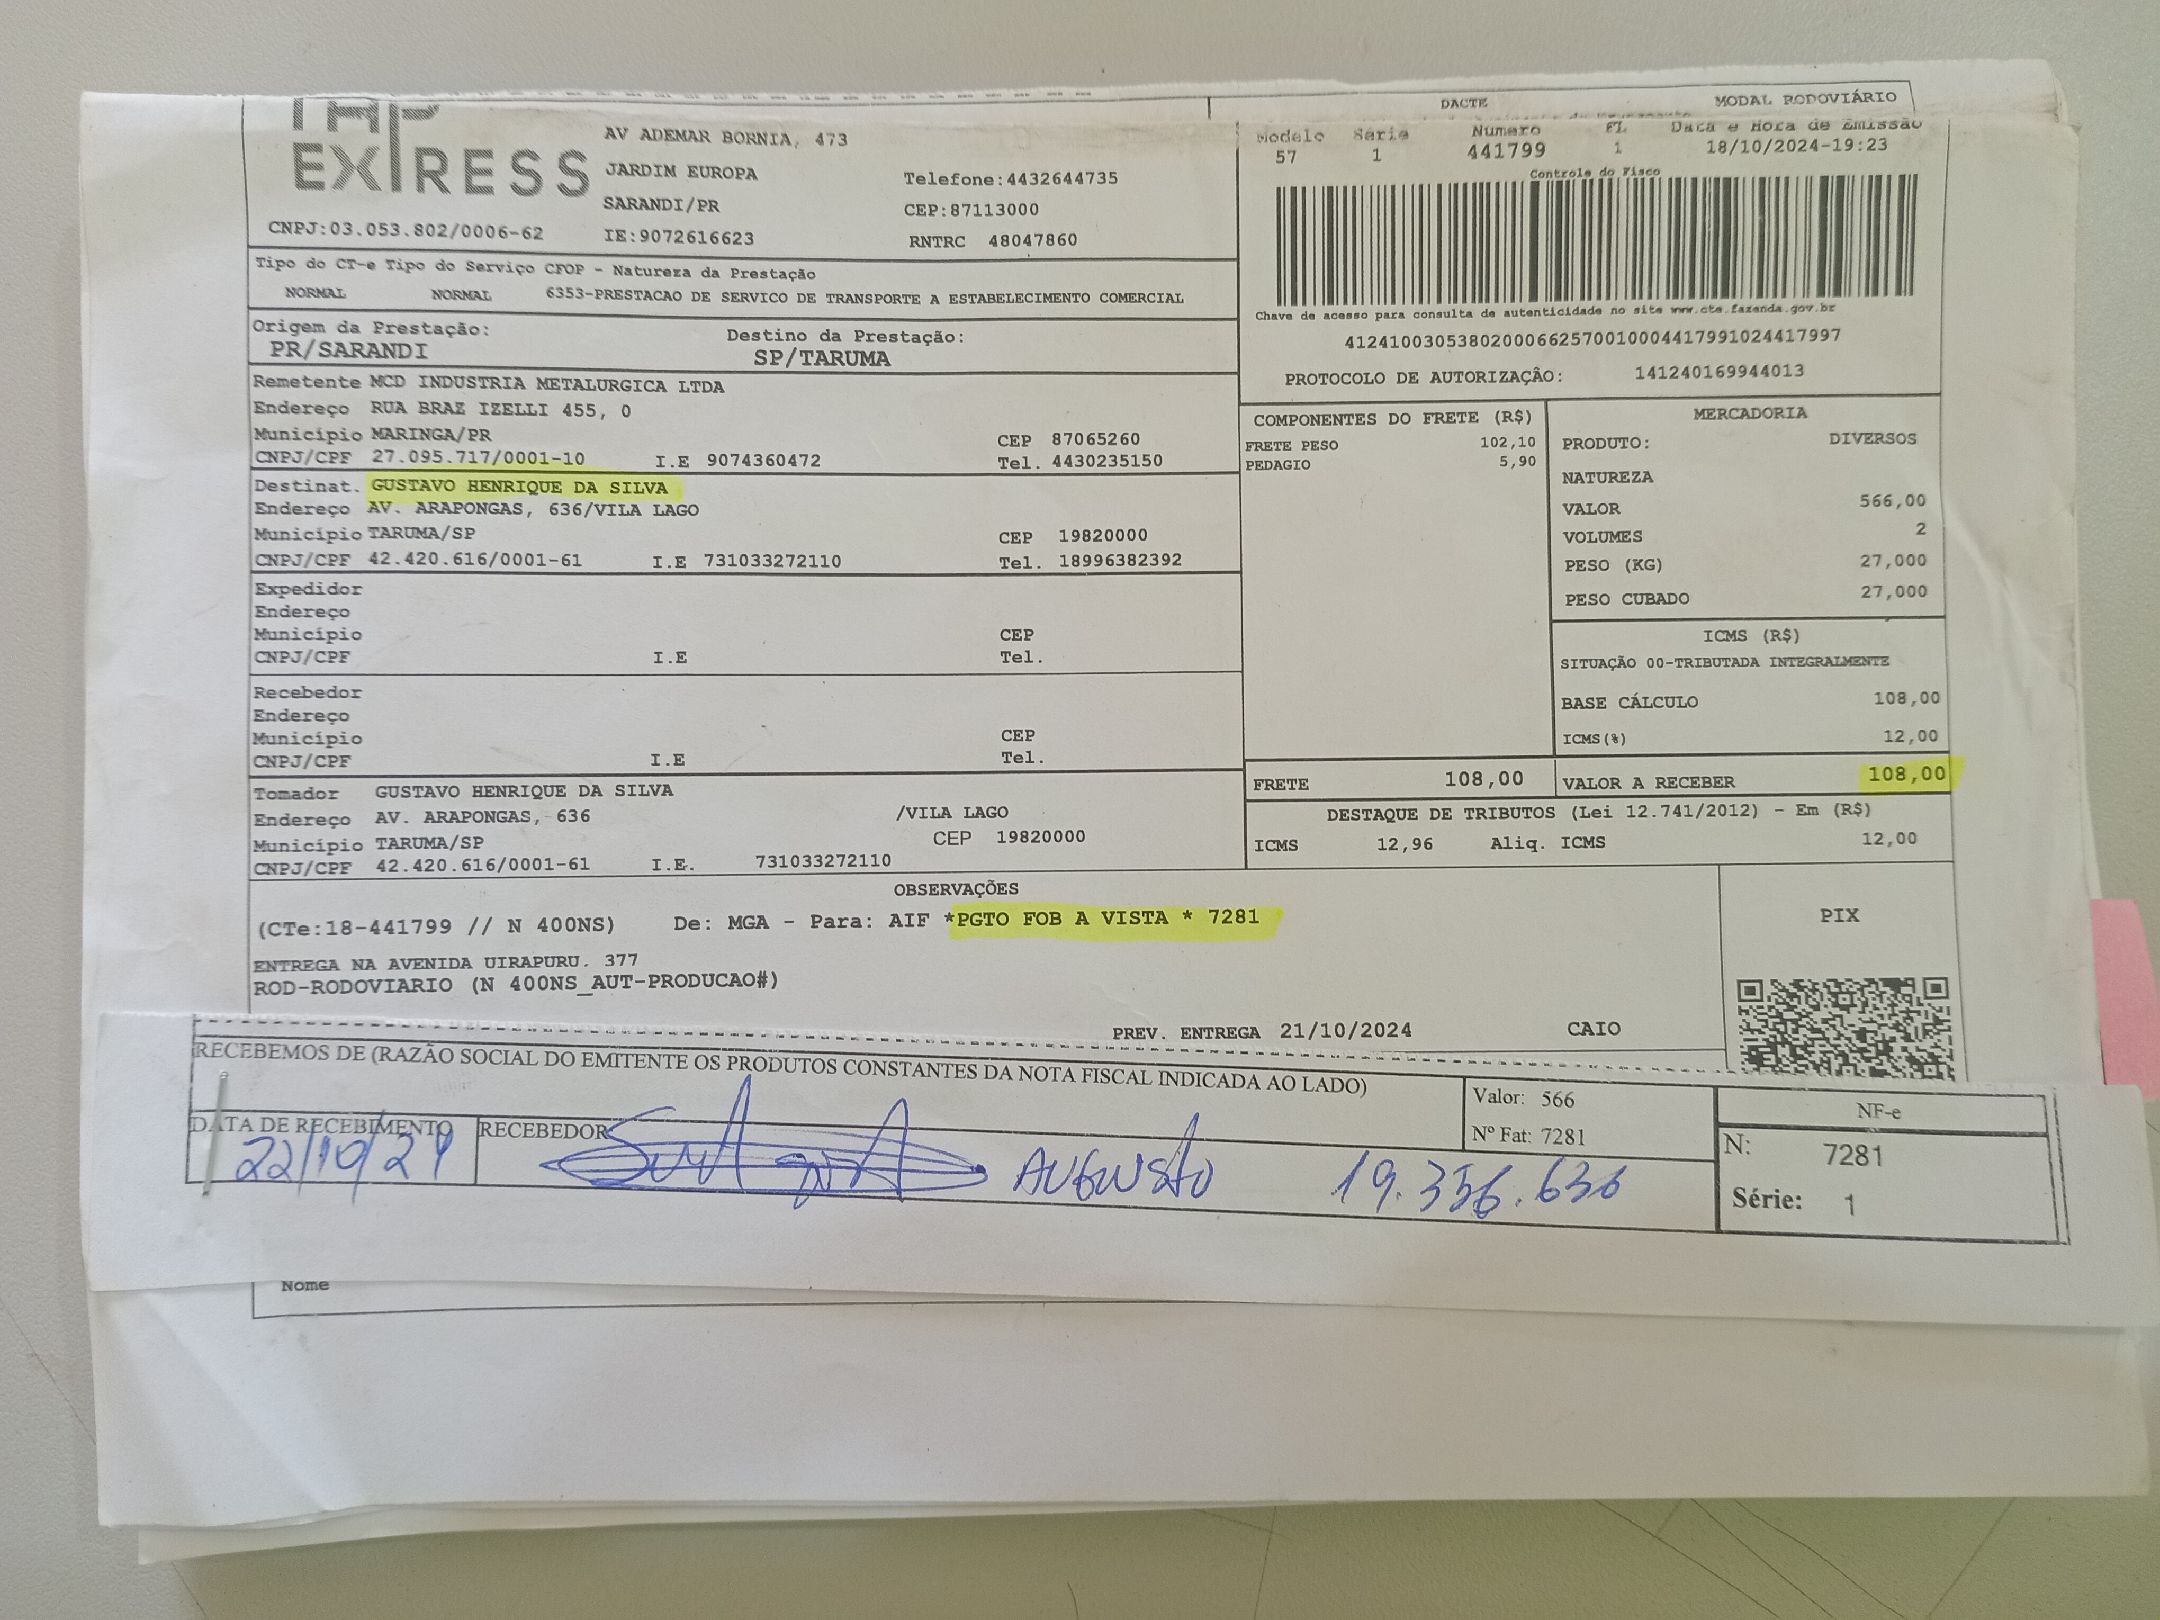 EXPRESS
CNPJ:03.053.802/0006-62
AV ADEMAR BORNIA, 473
JARDIM EUROPA
SARANDI/PR
IE:9072616623
Telefone:4432644735
CEP:87113000
RNTRC 48047860
DACTE
MODAL RODOVIÁRIO
Modelo Série Número FL Data e Hora de Emissão
57 1 441799 1 18/10/2024-19:23
Controle do Fisco
Chave de acesso para consulta de autenticidade no site www.cte.fazenda.gov.br
41241003053802000662570010004417991024417997
PROTOCOLO DE AUTORIZAÇÃO: 141240169944013
Tipo do CT-e Tipo do Serviço CFOP - Natureza da Prestação
NORMAL NORMAL 6353-PRESTACAO DE SERVICO DE TRANSPORTE A ESTABELECIMENTO COMERCIAL
Origem da Prestação: Destino da Prestação:
PR/SARANDI SP/TARUMA
Remetente MCD INDUSTRIA METALURGICA LTDA
Endereço RUA BRAZ IZELLI 455, 0
Município MARINGA/PR CEP 87065260
CNPJ/CPF 27.095.717/0001-10 I.E 9074360472 Tel. 4430235150
Destinat. GUSTAVO HENRIQUE DA SILVA
Endereço AV. ARAPONGAS, 636/VILA LAGO
Município TARUMA/SP CEP 19820000
CNPJ/CPF 42.420.616/0001-61 I.E 731033272110 Tel. 18996382392
Expedidor
Endereço
Município CEP
CNPJ/CPF I.E Tel.
Recebedor
Endereço
Município CEP
CNPJ/CPF I.E Tel.
Tomador GUSTAVO HENRIQUE DA SILVA
Endereço AV. ARAPONGAS, 636 /VILA LAGO
Município TARUMA/SP CEP 19820000
CNPJ/CPF 42.420.616/0001-61 I.E. 731033272110
COMPONENTES DO FRETE (R$)
FRETE PESO 102,10
PEDAGIO 5,90
MERCADORIA
PRODUTO: DIVERSOS
NATUREZA
VALOR 566,00
VOLUMES 2
PESO (KG) 27,000
PESO CUBADO 27,000
ICMS (R$)
SITUAÇÃO 00-TRIBUTADA INTEGRALMENTE
BASE CÁLCULO 108,00
ICMS(%) 12,00
FRETE 108,00 VALOR A RECEBER 108,00
DESTAQUE DE TRIBUTOS (Lei 12.741/2012) - Em (R$)
ICMS 12,96 Aliq. ICMS 12,00
OBSERVAÇÕES
(CTe:18-441799 // N 400NS) De: MGA - Para: AIF *PGTO FOB A VISTA * 7281
ENTREGA NA AVENIDA UIRAPURU. 377
ROD-RODOVIARIO (N 400NS_AUT-PRODUCAO#)
PIX
PREV. ENTREGA 21/10/2024 CAIO
RECEBEMOS DE (RAZÃO SOCIAL DO EMITENTE OS PRODUTOS CONSTANTES DA NOTA FISCAL INDICADA AO LADO)
Valor: 566
Nº Fat: 7281
NF-e
N: 7281
Série: 1
DATA DE RECEBIMENTO RECEBEDOR
22/10/24 AUGUSTO 19.356.636
Nome